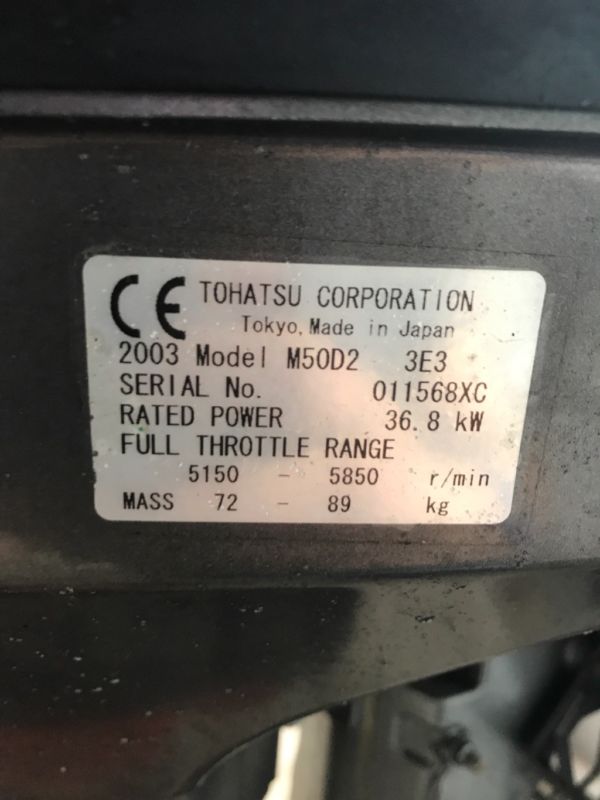 CE TOHATSU CORPORATION
Tokyo, Made in Japan
2003 Model M50D2 3E3
SERIAL No. 011568XC
RATED POWER 36.8 kW
FULL THROTTLE RANGE
5150 - 5850 r/min
MASS 72 - 89 kg